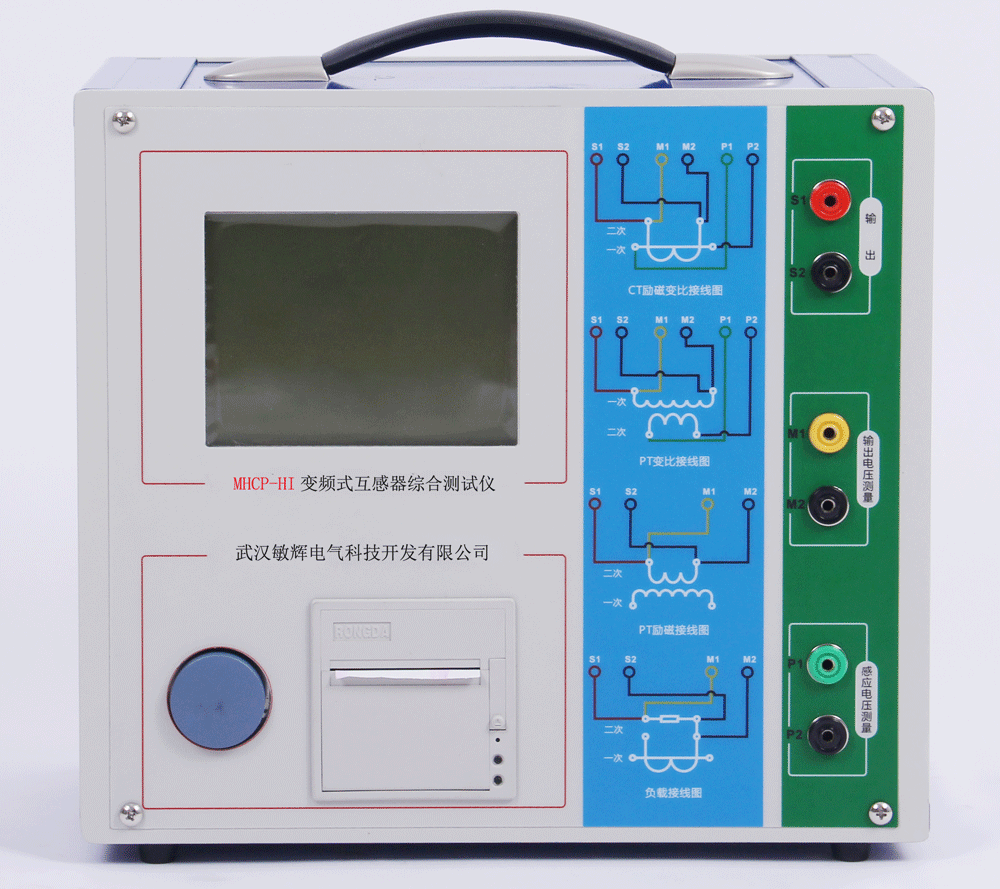 MHCP-HI 变频式互感器综合测试仪
武汉敏辉电气科技开发有限公司
RONGDA
S1 S2 M1 M2 P1 P2
二次
一次
CT励磁变比接线图
S1 S2 M1 M2 P1 P2
一次
二次
PT变比接线图
S1 S2 M1 M2
二次
一次
PT励磁接线图
S1 S2 M1 M2
二次
一次
负载接线图
S1
S2
输出
M1
M2
输出电压测量
P1
P2
感应电压测量